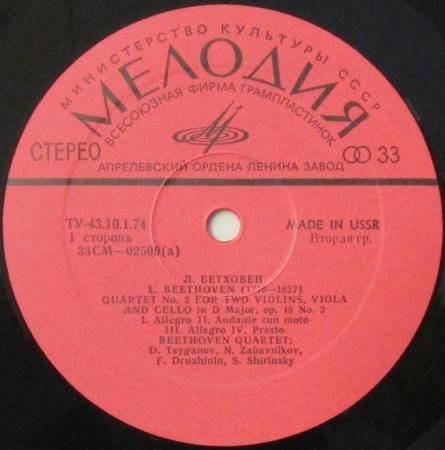 МИНИСТЕРСТВО КУЛЬТУРЫ СССР
МЕЛОДИЯ
ВСЕСОЮЗНАЯ ФИРМА ГРАМПЛАСТИНОК
СТЕРЕО
33
АПРЕЛЕВСКИЙ ОРДЕНА ЛЕНИНА ЗАВОД
ТУ-43.10.1.74
MADE IN USSR
1 сторона
Вторая гр.
33СМ—02509(а)
Л. БЕТХОВЕН
L. BEETHOVEN (1770—1827)
QUARTET No. 3 FOR TWO VIOLINS, VIOLA
AND CELLO in D Major, op. 18 No. 3
I. Allegro II. Andante con moto
III. Allegro IV. Presto
BEETHOVEN QUARTET:
D. Tsyganov, N. Zabavnikov,
F. Druzhinin, S. Shirinsky